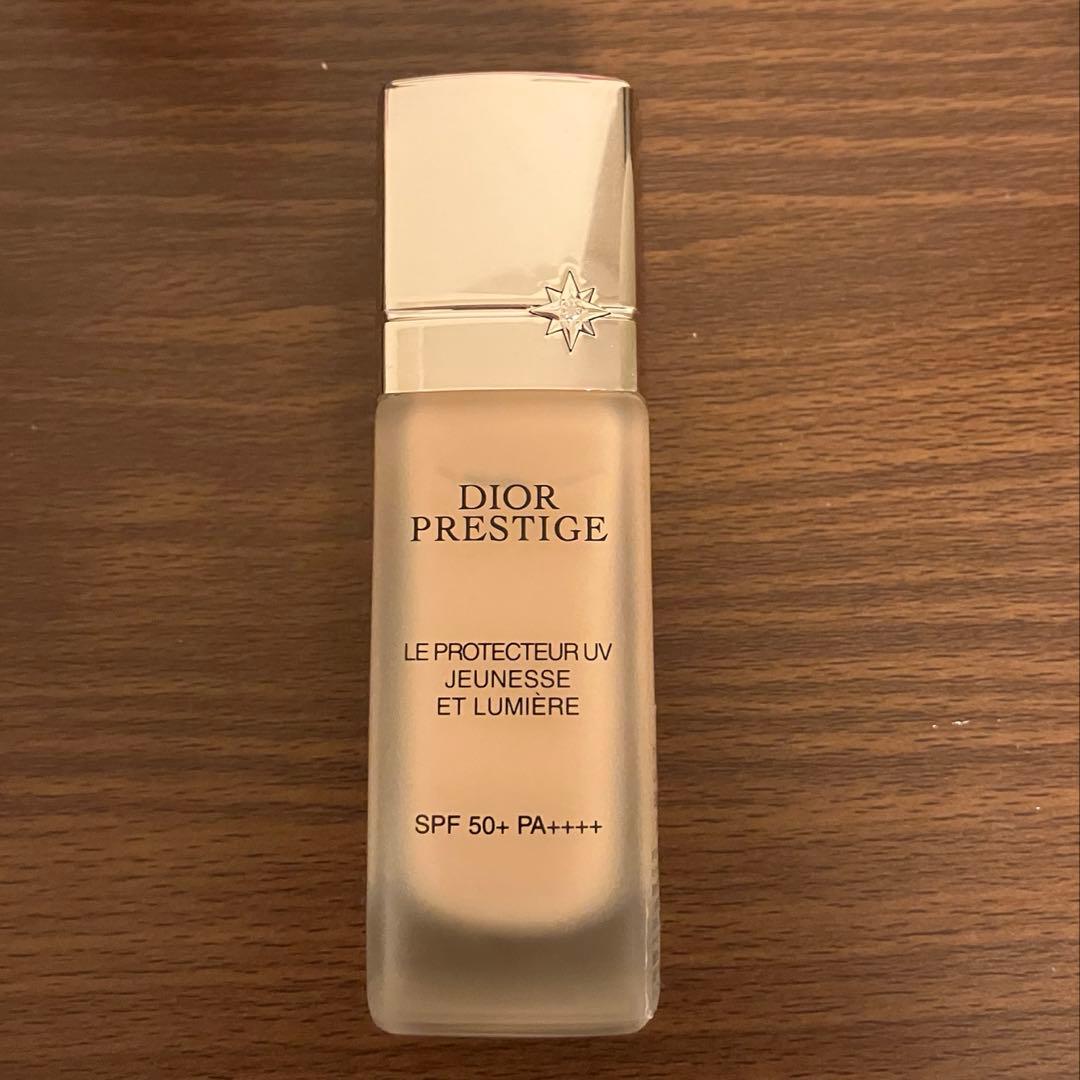 DIOR
PRESTIGE
LE PROTECTEUR UV
JEUNESSE
ET LUMIÈRE
SPF 50+ PA++++